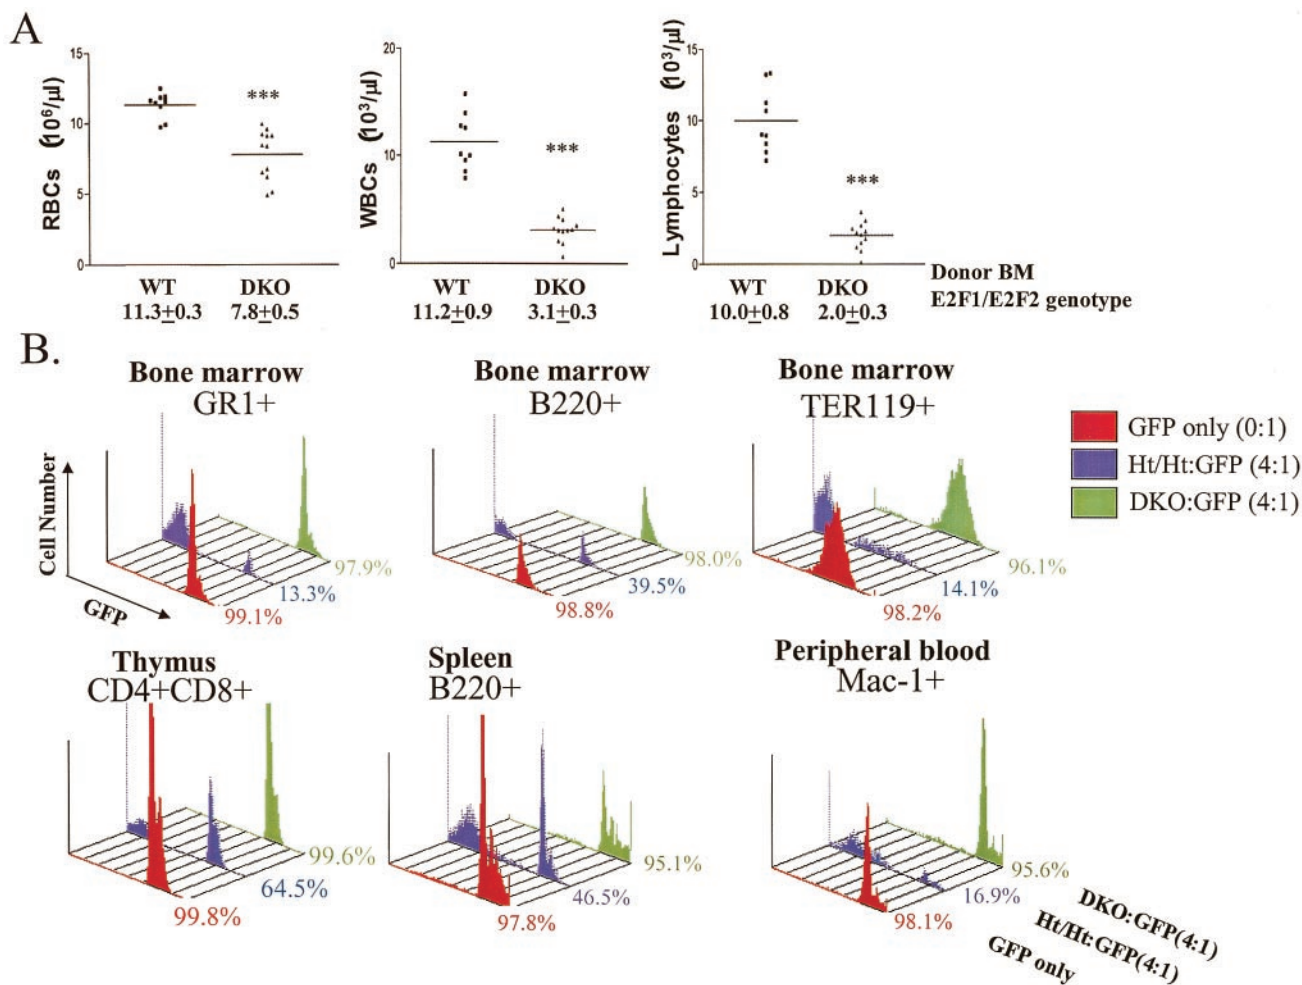 A
RBCs (10⁶/µl)
15
10
5
0
***
WT DKO
11.3±0.3 7.8±0.5
WBCs (10³/µl)
20
10
0
***
WT DKO
11.2±0.9 3.1±0.3
Lymphocytes (10³/µl)
15
10
5
0
***
WT DKO
10.0±0.8 2.0±0.3
Donor BM
E2F1/E2F2 genotype
B.
Bone marrow
GR1+
Cell Number
GFP
97.9%
13.3%
99.1%
Bone marrow
B220+
98.0%
39.5%
98.8%
Bone marrow
TER119+
96.1%
14.1%
98.2%
GFP only (0:1)
Ht/Ht:GFP (4:1)
DKO:GFP (4:1)
Thymus
CD4+CD8+
99.6%
64.5%
99.8%
Spleen
B220+
95.1%
46.5%
97.8%
Peripheral blood
Mac-1+
95.6%
16.9%
98.1%
DKO:GFP(4:1)
Ht/Ht:GFP(4:1)
GFP only